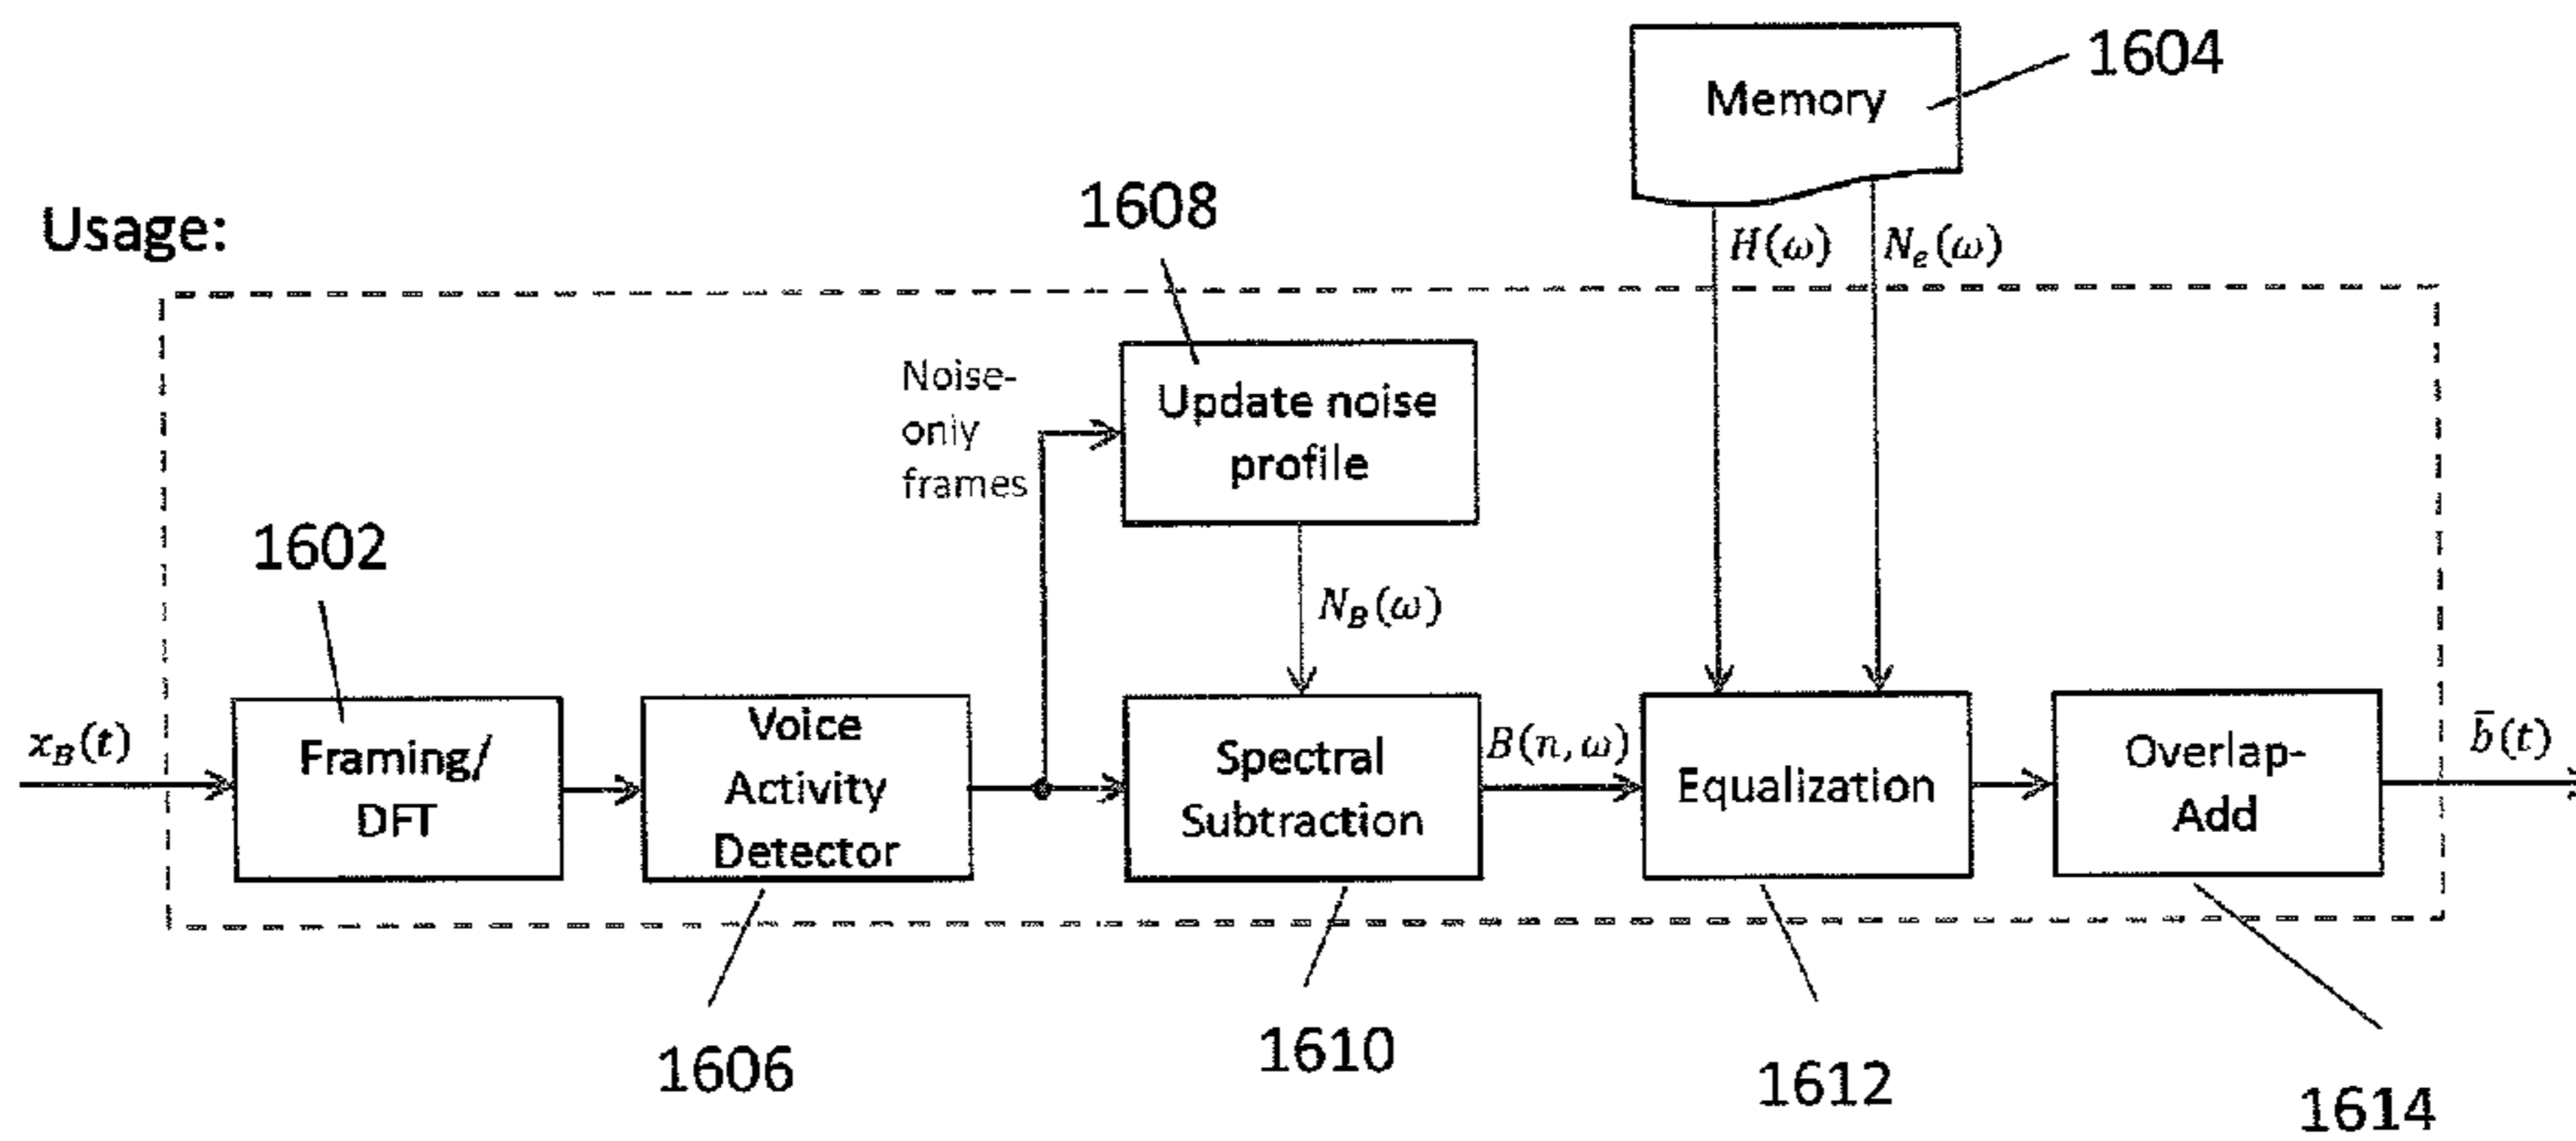 1604
Memory
1608
Usage:
H(ω)
N_e(ω)
Noise-
only
frames
Update noise
profile
1602
N_B(ω)
x_B(t)
Framing/
DFT
Voice
Activity
Detector
Spectral
Subtraction
B(n, ω)
Equalization
Overlap-
Add
b̄(t)
1606
1610
1612
1614